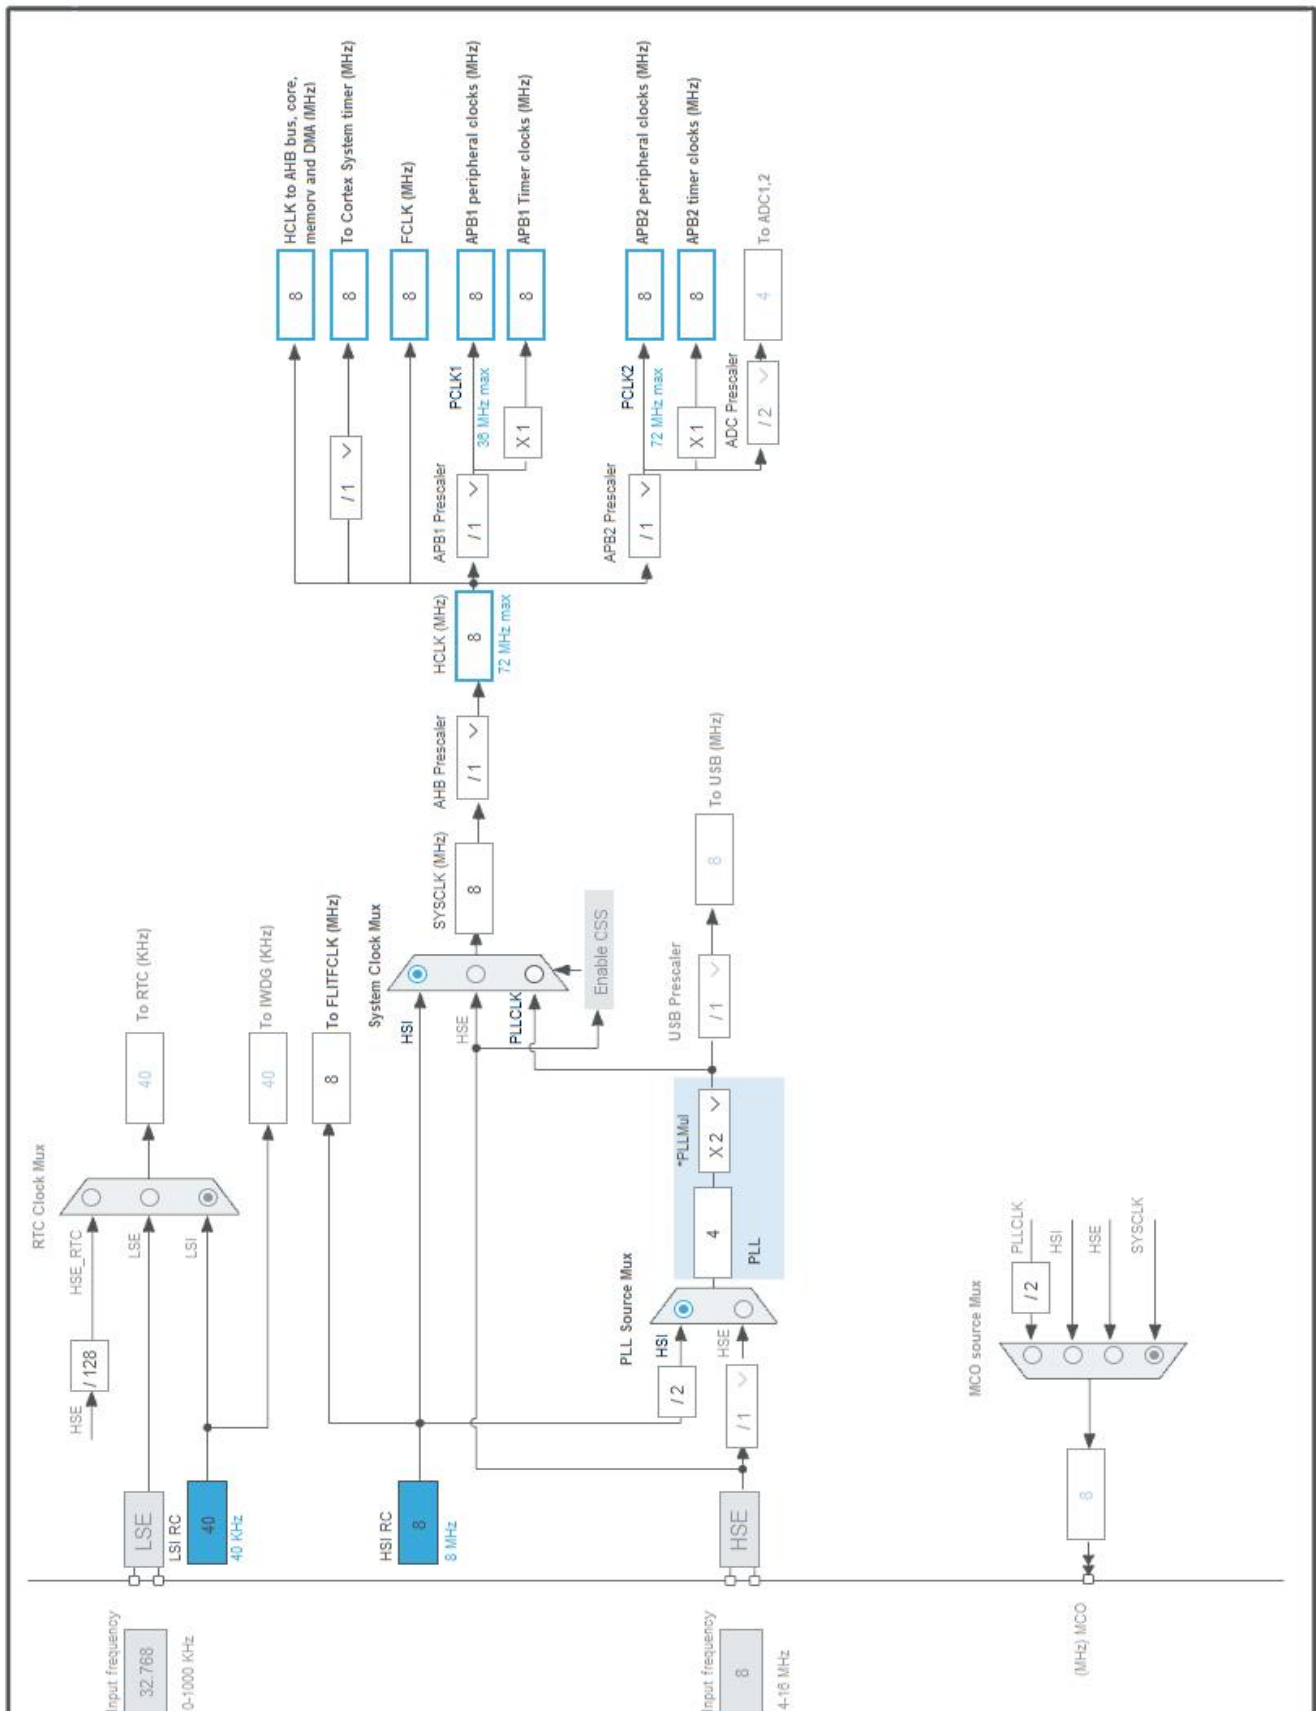 RTC Clock Mux
HSE
/ 128
HSE_RTC
Input frequency
32.768
0-1000 KHz
LSE
LSE
To RTC (KHz)
40
LSI RC
40
40 KHz
LSI
40
To IWDG (KHz)
HCLK to AHB bus, core,
memory and DMA (MHz)
8
8
To FLITFCLK (MHz)
/ 1
8
To Cortex System timer (MHz)
System Clock Mux
HSI RC
8
8 MHz
HSI
8
FCLK (MHz)
HSE
SYSCLK (MHz)
8
AHB Prescaler
/ 1
HCLK (MHz)
8
72 MHz max
APB1 Prescaler
/ 1
PCLK1
36 MHz max
8
APB1 peripheral clocks (MHz)
PLLCLK
X 1
8
APB1 Timer clocks (MHz)
Enable CSS
PLL Source Mux
HSI
/ 2
APB2 Prescaler
/ 1
PCLK2
72 MHz max
8
APB2 peripheral clocks (MHz)
X 1
8
APB2 timer clocks (MHz)
*PLLMul
X 2
4
PLL
USB Prescaler
/ 1
8
To USB (MHz)
ADC Prescaler
/ 2
4
To ADC1,2
Input frequency
8
4-16 MHz
HSE
/ 1
HSE
MCO source Mux
PLLCLK
/ 2
HSI
HSE
SYSCLK
8
(MHz) MCO